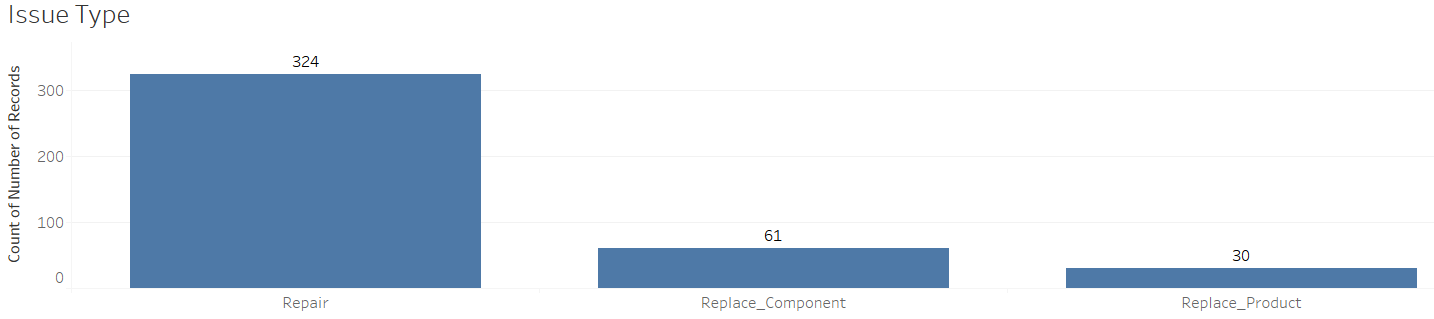 Issue Type
Count of Number of Records
324
300
200
100
61
30
0
Repair
Replace_Component
Replace_Product